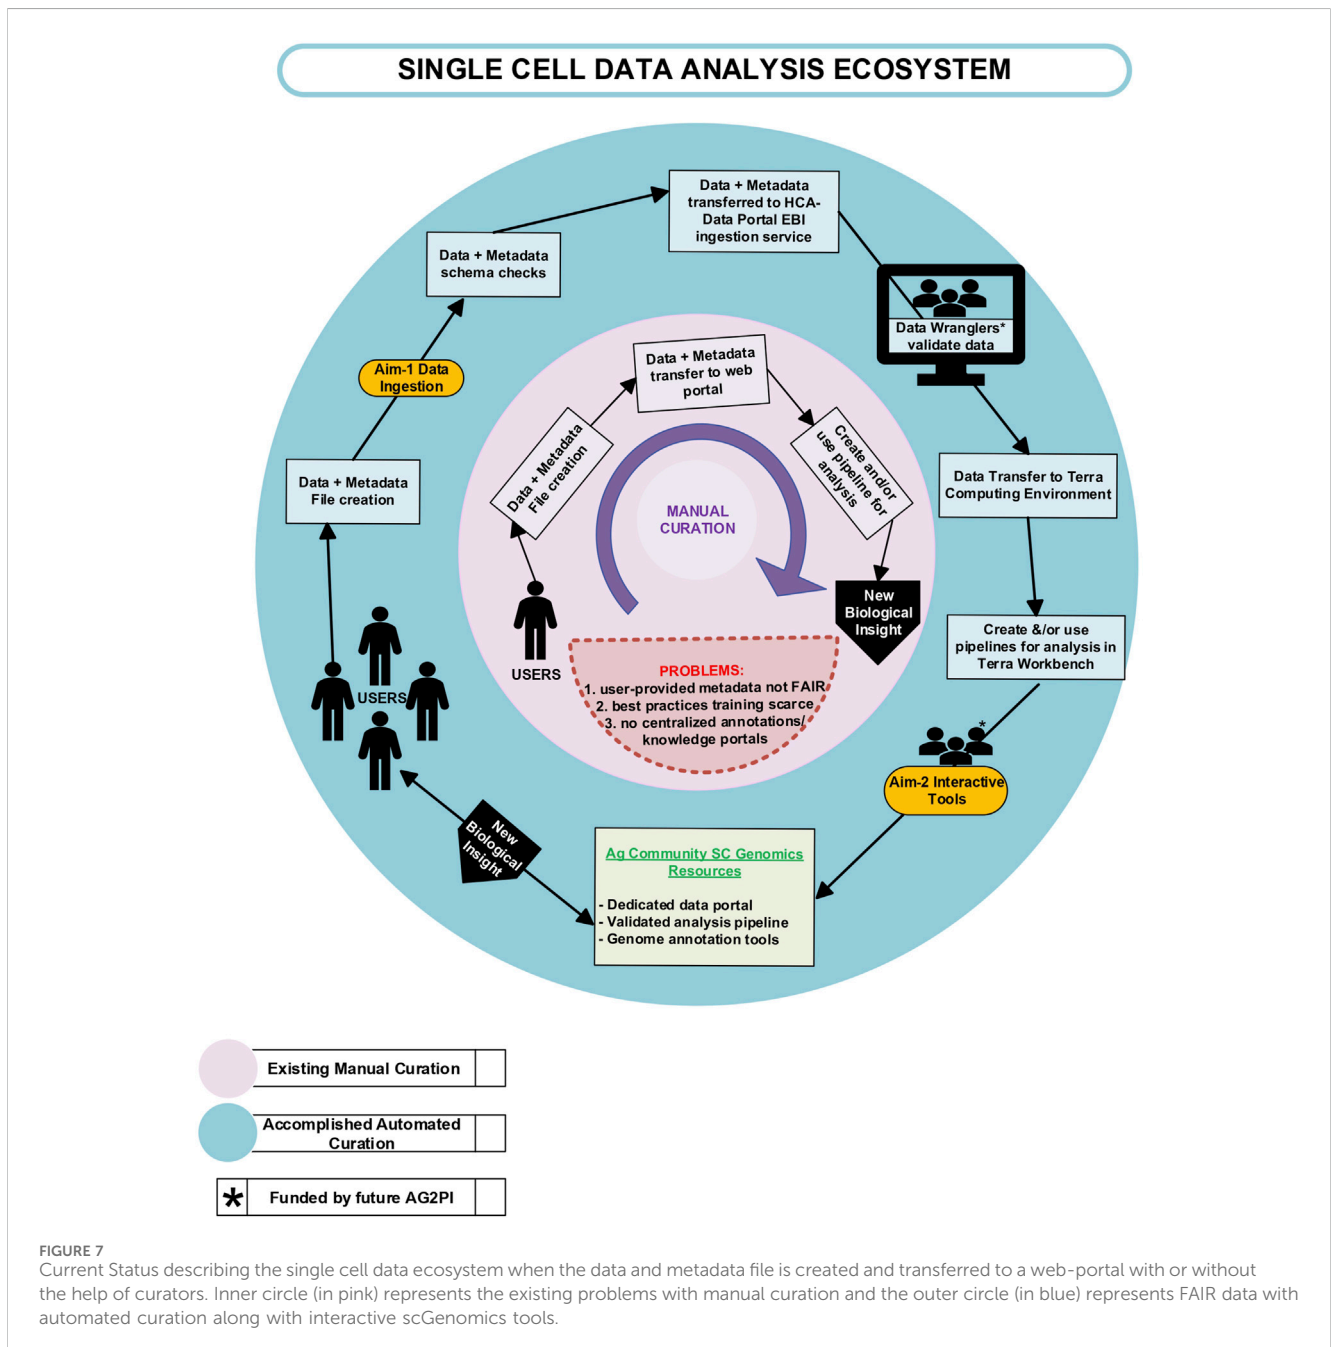 SINGLE CELL DATA ANALYSIS ECOSYSTEM
Data + Metadata
transferred to HCA-
Data Portal EBI
ingestion service
Data + Metadata
schema checks
Data Wranglers*
validate data
Aim-1 Data
Ingestion
Data + Metadata
File creation
Data Transfer to Terra
Computing Environment
Create &/or use
pipelines for analysis in
Terra Workbench
*
Aim-2 Interactive
Tools
Ag Community SC Genomics
Resources
- Dedicated data portal
- Validated analysis pipeline
- Genome annotation tools
New
Biological
Insight
USERS
Data + Metadata
transfer to web
portal
Data + Metadata
File creation
Create and/or
use pipeline for
analysis
MANUAL
CURATION
New
Biological
Insight
USERS
PROBLEMS:
1. user-provided metadata not FAIR
2. best practices training scarce
3. no centralized annotations/
knowledge portals
Existing Manual Curation
Accomplished Automated
Curation
* Funded by future AG2PI
FIGURE 7
Current Status describing the single cell data ecosystem when the data and metadata file is created and transferred to a web-portal with or without
the help of curators. Inner circle (in pink) represents the existing problems with manual curation and the outer circle (in blue) represents FAIR data with
automated curation along with interactive scGenomics tools.